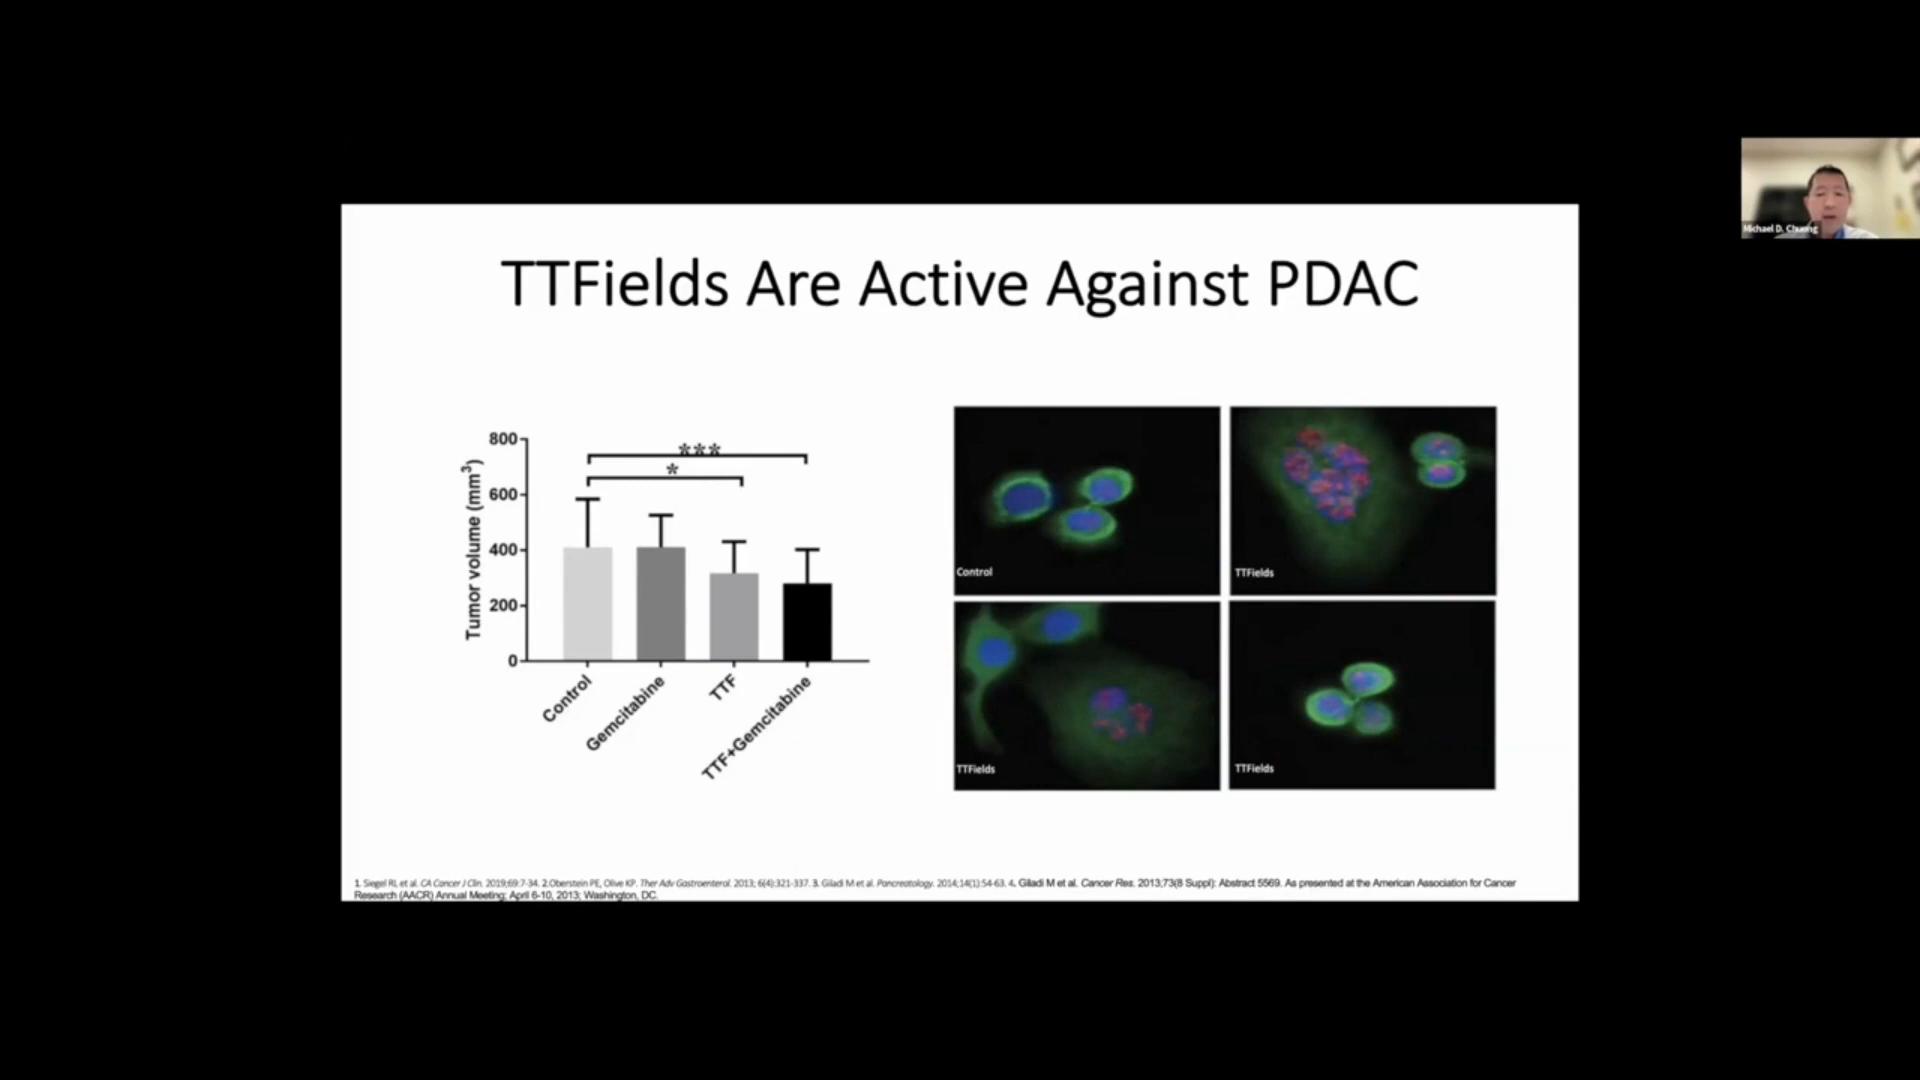 TTFields Are Active Against PDAC
Michael D. Chuong
800
600
400
200
0
Tumor volume (mm³)
***
*
Control
Gemcitabine
TTF
TTF+Gemcitabine
Control
TTFields
TTFields
TTFields
1. Siegel RL et al. CA Cancer J Clin. 2019;69:7-34. 2.Oberstein PE, Olive KP. Ther Adv Gastroenterol. 2013; 6(4):321-337. 3. Giladi M et al. Pancreatology. 2014;14(1):54-63. 4. Giladi M et al. Cancer Res. 2013;73(8 Suppl): Abstract 5569. As presented at the American Association for Cancer
Research (AACR) Annual Meeting; April 6-10, 2013; Washington, DC.